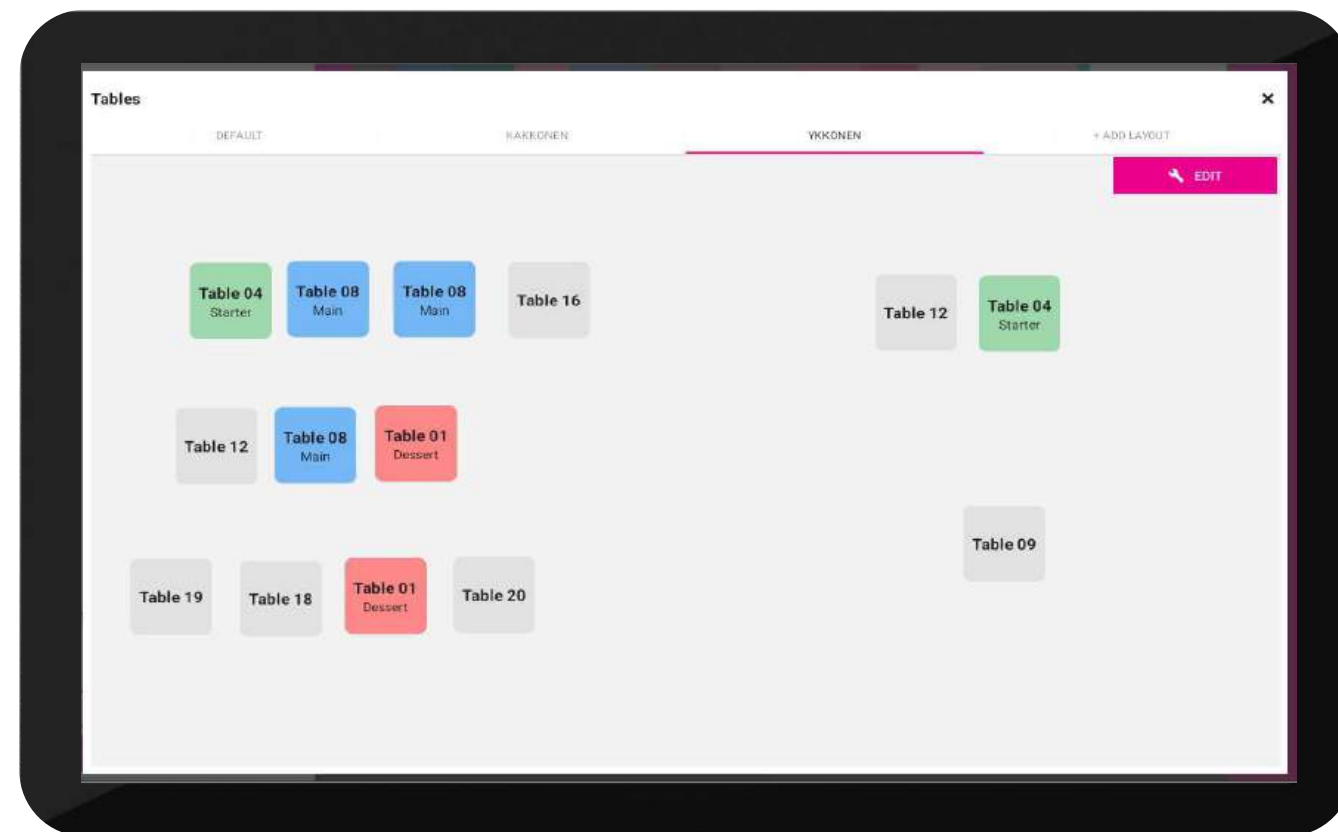 Tables ×
DEFAULT KAKKONEN YKKONEN + ADD LAYOUT
EDIT
Table 04
Starter
Table 08
Main
Table 08
Main
Table 16
Table 12
Table 04
Starter
Table 12
Table 08
Main
Table 01
Dessert
Table 09
Table 19
Table 18
Table 01
Dessert
Table 20